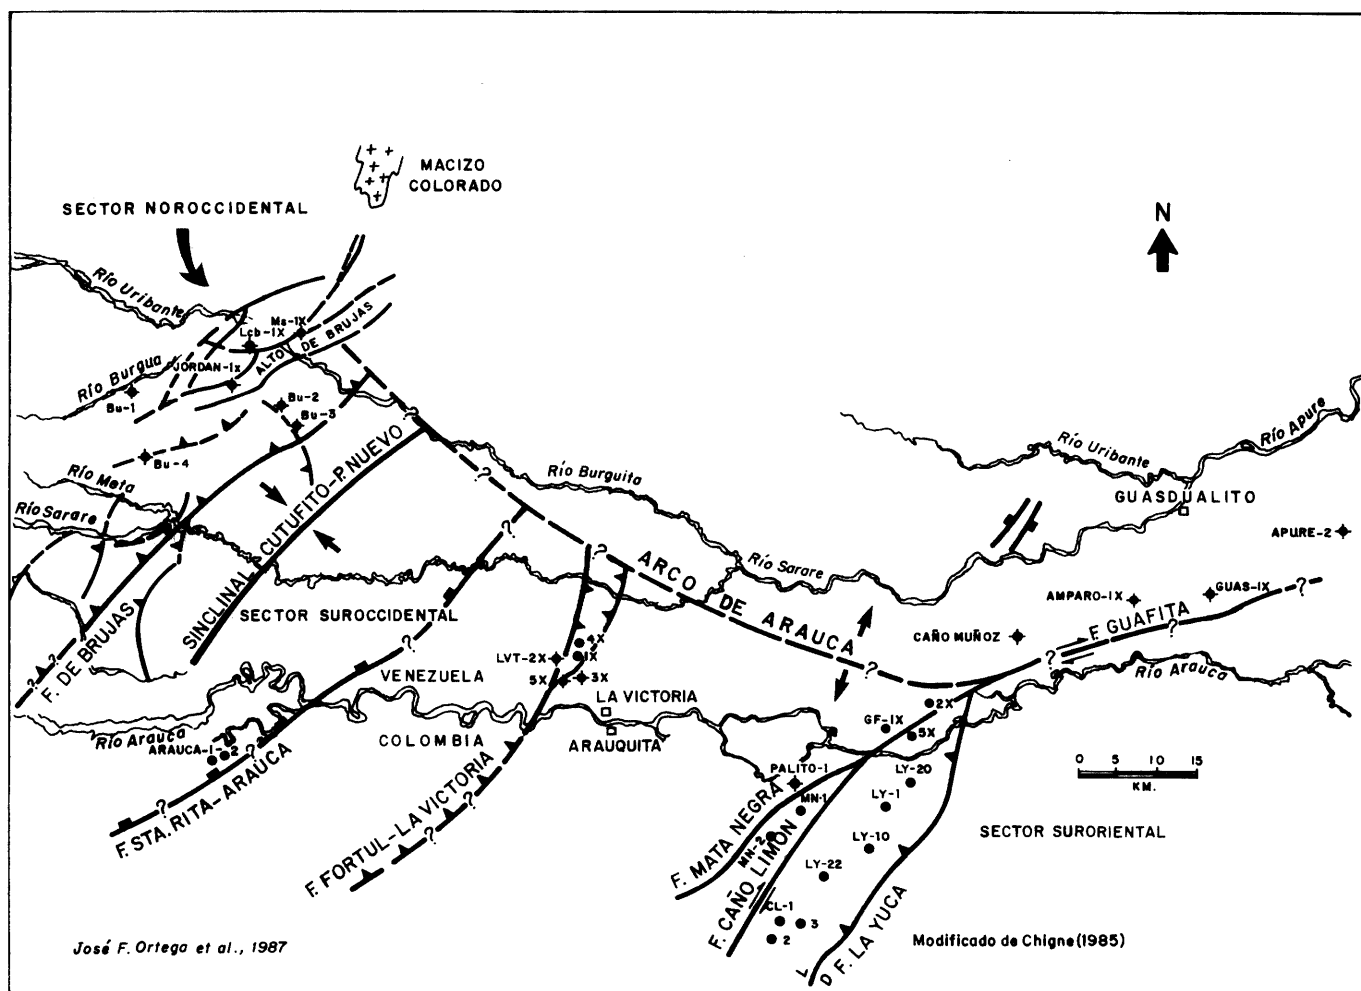 MACIZO
COLORADO
SECTOR NOROCCIDENTAL
N
Río Uribante
Ms-1X
Lcb-1X
ALTO DE BRUJAS
JORDAN-1x
Río Burgua
Bu-1
Bu-2
Bu-3
Bu-4
Río Meta
Río Sarare
SINCLINAL CUTUFITO-P. NUEVO
?
?
?
?
Río Burguita
Río Uribante
Río Apure
GUASDUALITO
APURE-2
Río Sarare
ARCO DE ARAUCA
?
AMPARO-1X
GUAS-1X
?
F. GUAFITA
?
?
CAÑO MUÑOZ
Río Arauca
SECTOR SUROCCIDENTAL
?
F. DE BRUJAS
? ?
VENEZUELA
4X
1X
LVT-2X
5X
3X
LA VICTORIA
ARAUQUITA
COLOMBIA
Río Arauca
ARAUCA-1-2
?
?
F. STA. RITA-ARAUCA
?
?
F. FORTUL-LA VICTORIA
2X
GF-1X
5X
PALITO-1
MN-1
MN-2
F. MATA NEGRA
F. CAÑO LIMON
LY-20
LY-1
LY-10
LY-22
CL-1
3
2
L
D
F. LA YUCA
0 5 10 15
KM.
SECTOR SURORIENTAL
José F. Ortega et al., 1987
Modificado de Chigne (1985)